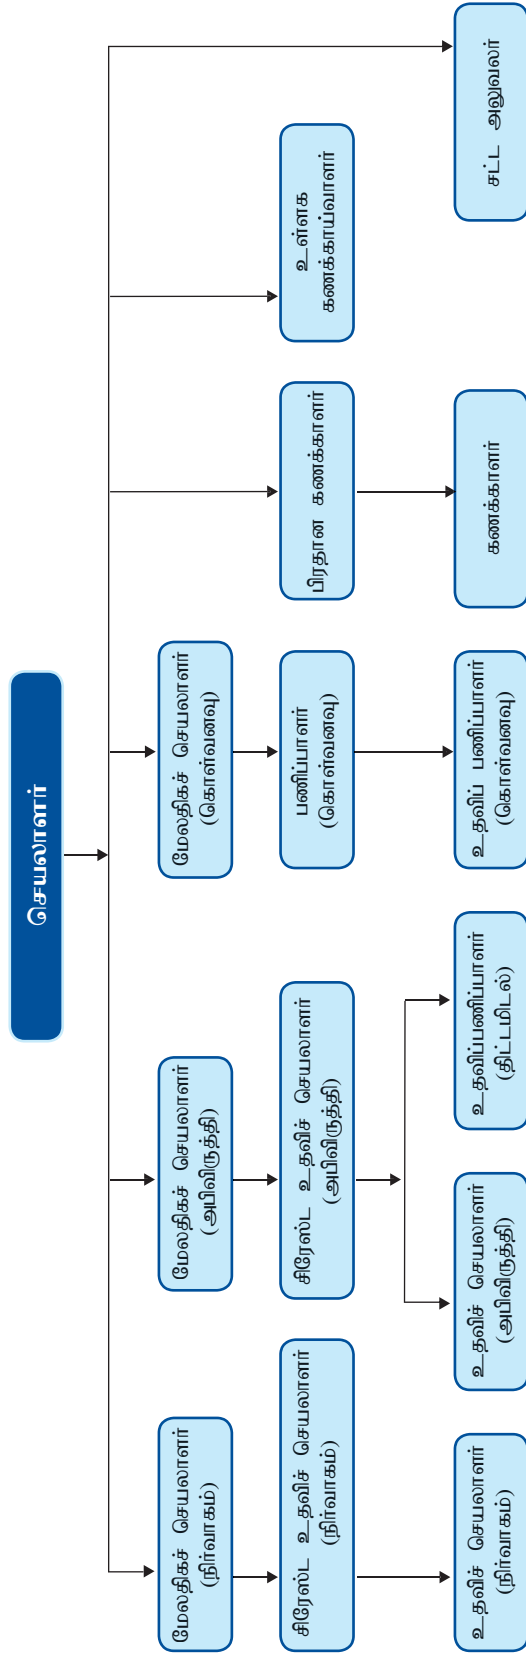 செயலாளர்
மேலதிகச் செயலாளர்
(நிர்வாகம்)
மேலதிகச் செயலாளர்
(அபிவிருத்தி)
மேலதிகச் செயலாளர்
(கொள்வனவு)
சிரேஸ்ட உதவிச் செயலாளர்
(நிர்வாகம்)
சிரேஸ்ட உதவிச் செயலாளர்
(அபிவிருத்தி)
பணிப்பாளர்
(கொள்வனவு)
பிரதான கணக்காளர்
உள்ளக
கணக்காய்வாளர்
உதவிச் செயலாளர்
(நிர்வாகம்)
உதவிச் செயலாளர்
(அபிவிருத்தி)
உதவிப்பணிப்பாளர்
(திட்டமிடல்)
உதவிப் பணிப்பாளர்
(கொள்வனவு)
கணக்காளர்
சட்ட அலுவலர்